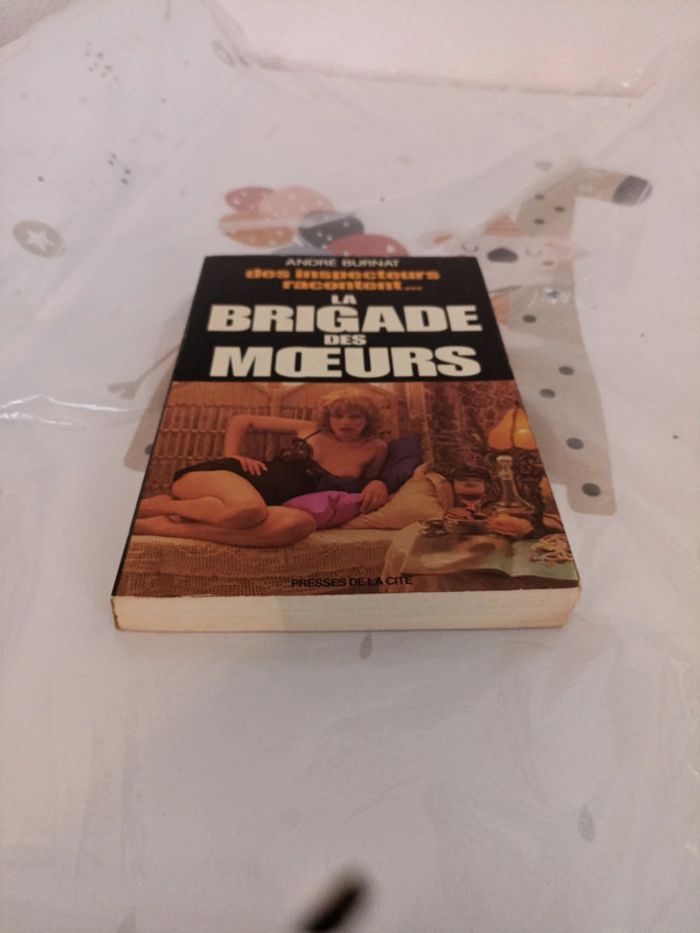 ANDRÉ BURNAT
des inspecteurs
racontent...
LA
BRIGADE
DES
MŒURS
PRESSES DE LA CITÉ